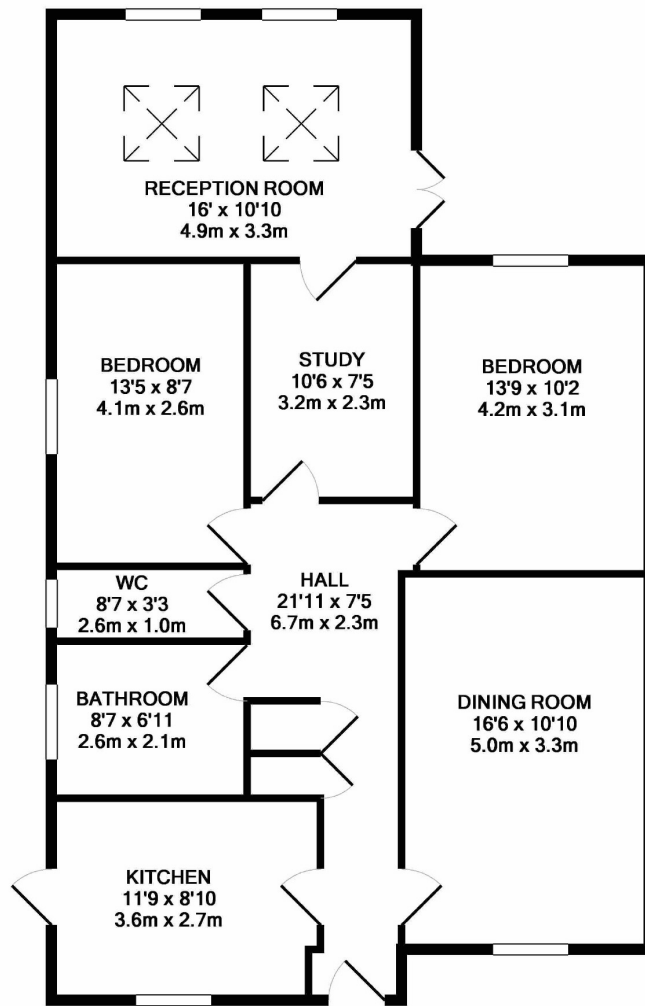 RECEPTION ROOM
16' x 10'10
4.9m x 3.3m
BEDROOM
13'5 x 8'7
4.1m x 2.6m
STUDY
10'6 x 7'5
3.2m x 2.3m
BEDROOM
13'9 x 10'2
4.2m x 3.1m
WC
8'7 x 3'3
2.6m x 1.0m
HALL
21'11 x 7'5
6.7m x 2.3m
BATHROOM
8'7 x 6'11
2.6m x 2.1m
DINING ROOM
16'6 x 10'10
5.0m x 3.3m
KITCHEN
11'9 x 8'10
3.6m x 2.7m